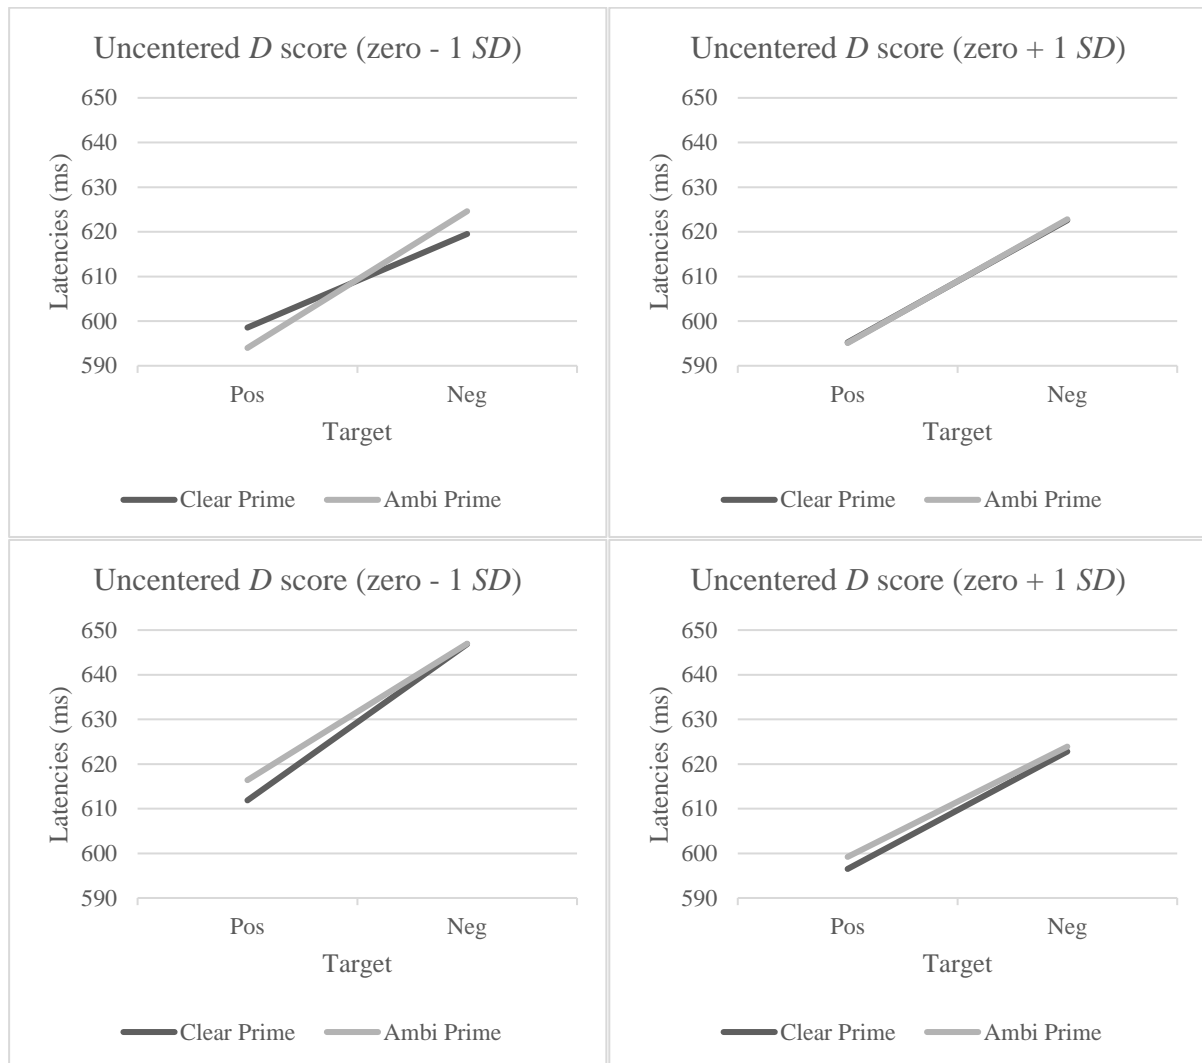 Uncentered D score (zero - 1 SD)
650
640
630
620
610
600
590
Latencies (ms)
Pos Neg
Target
Clear Prime Ambi Prime
Uncentered D score (zero + 1 SD)
650
640
630
620
610
600
590
Latencies (ms)
Pos Neg
Target
Clear Prime Ambi Prime
Uncentered D score (zero - 1 SD)
650
640
630
620
610
600
590
Latencies (ms)
Pos Neg
Target
Clear Prime Ambi Prime
Uncentered D score (zero + 1 SD)
650
640
630
620
610
600
590
Latencies (ms)
Pos Neg
Target
Clear Prime Ambi Prime